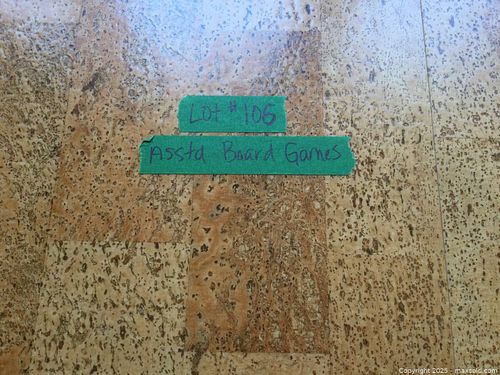 Lot # 106
Asstd Board Games
Copyright 2025 - maxsold.com